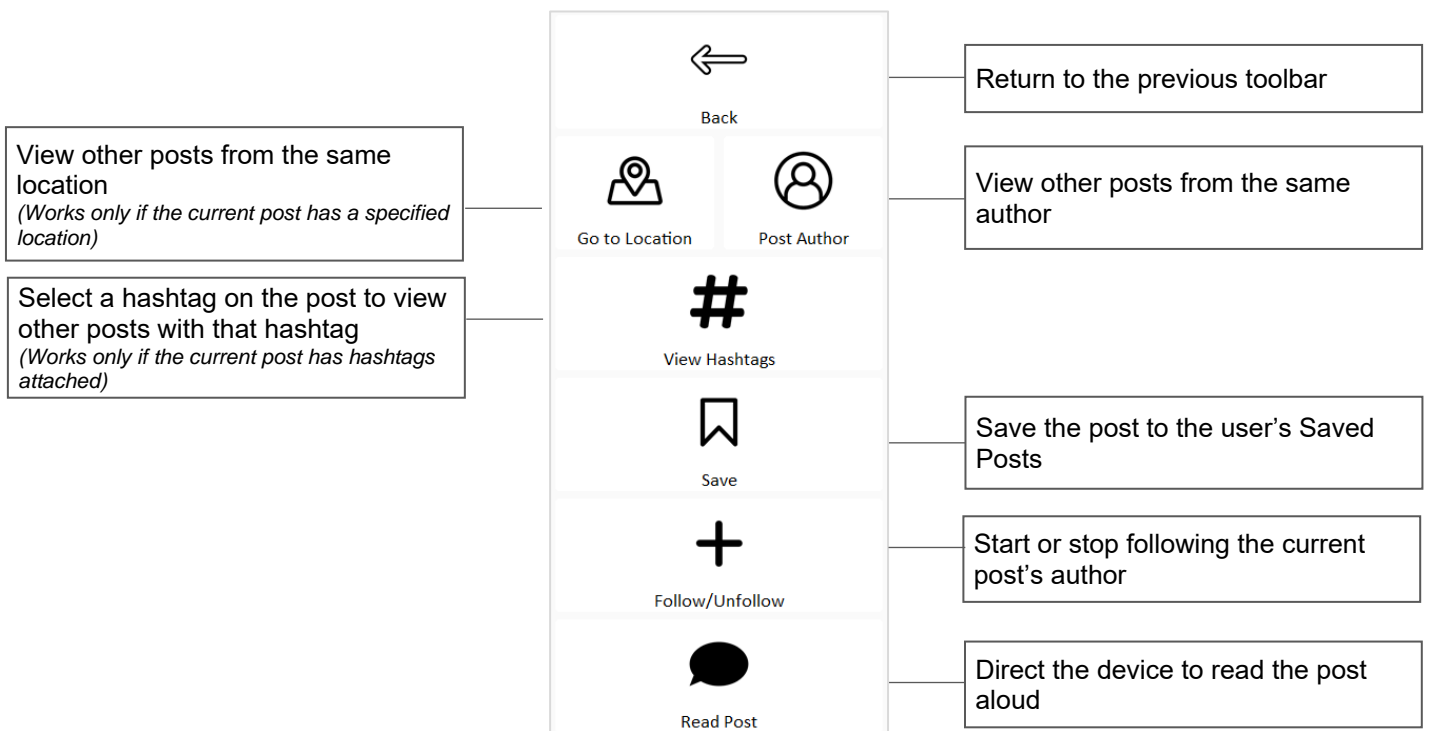 Back
Return to the previous toolbar
View other posts from the same
location
(Works only if the current post has a specified
location)
Go to Location
Post Author
View other posts from the same
author
Select a hashtag on the post to view
other posts with that hashtag
(Works only if the current post has hashtags
attached)
#
View Hashtags
Save
Save the post to the user’s Saved
Posts
Follow/Unfollow
Start or stop following the current
post’s author
Read Post
Direct the device to read the post
aloud